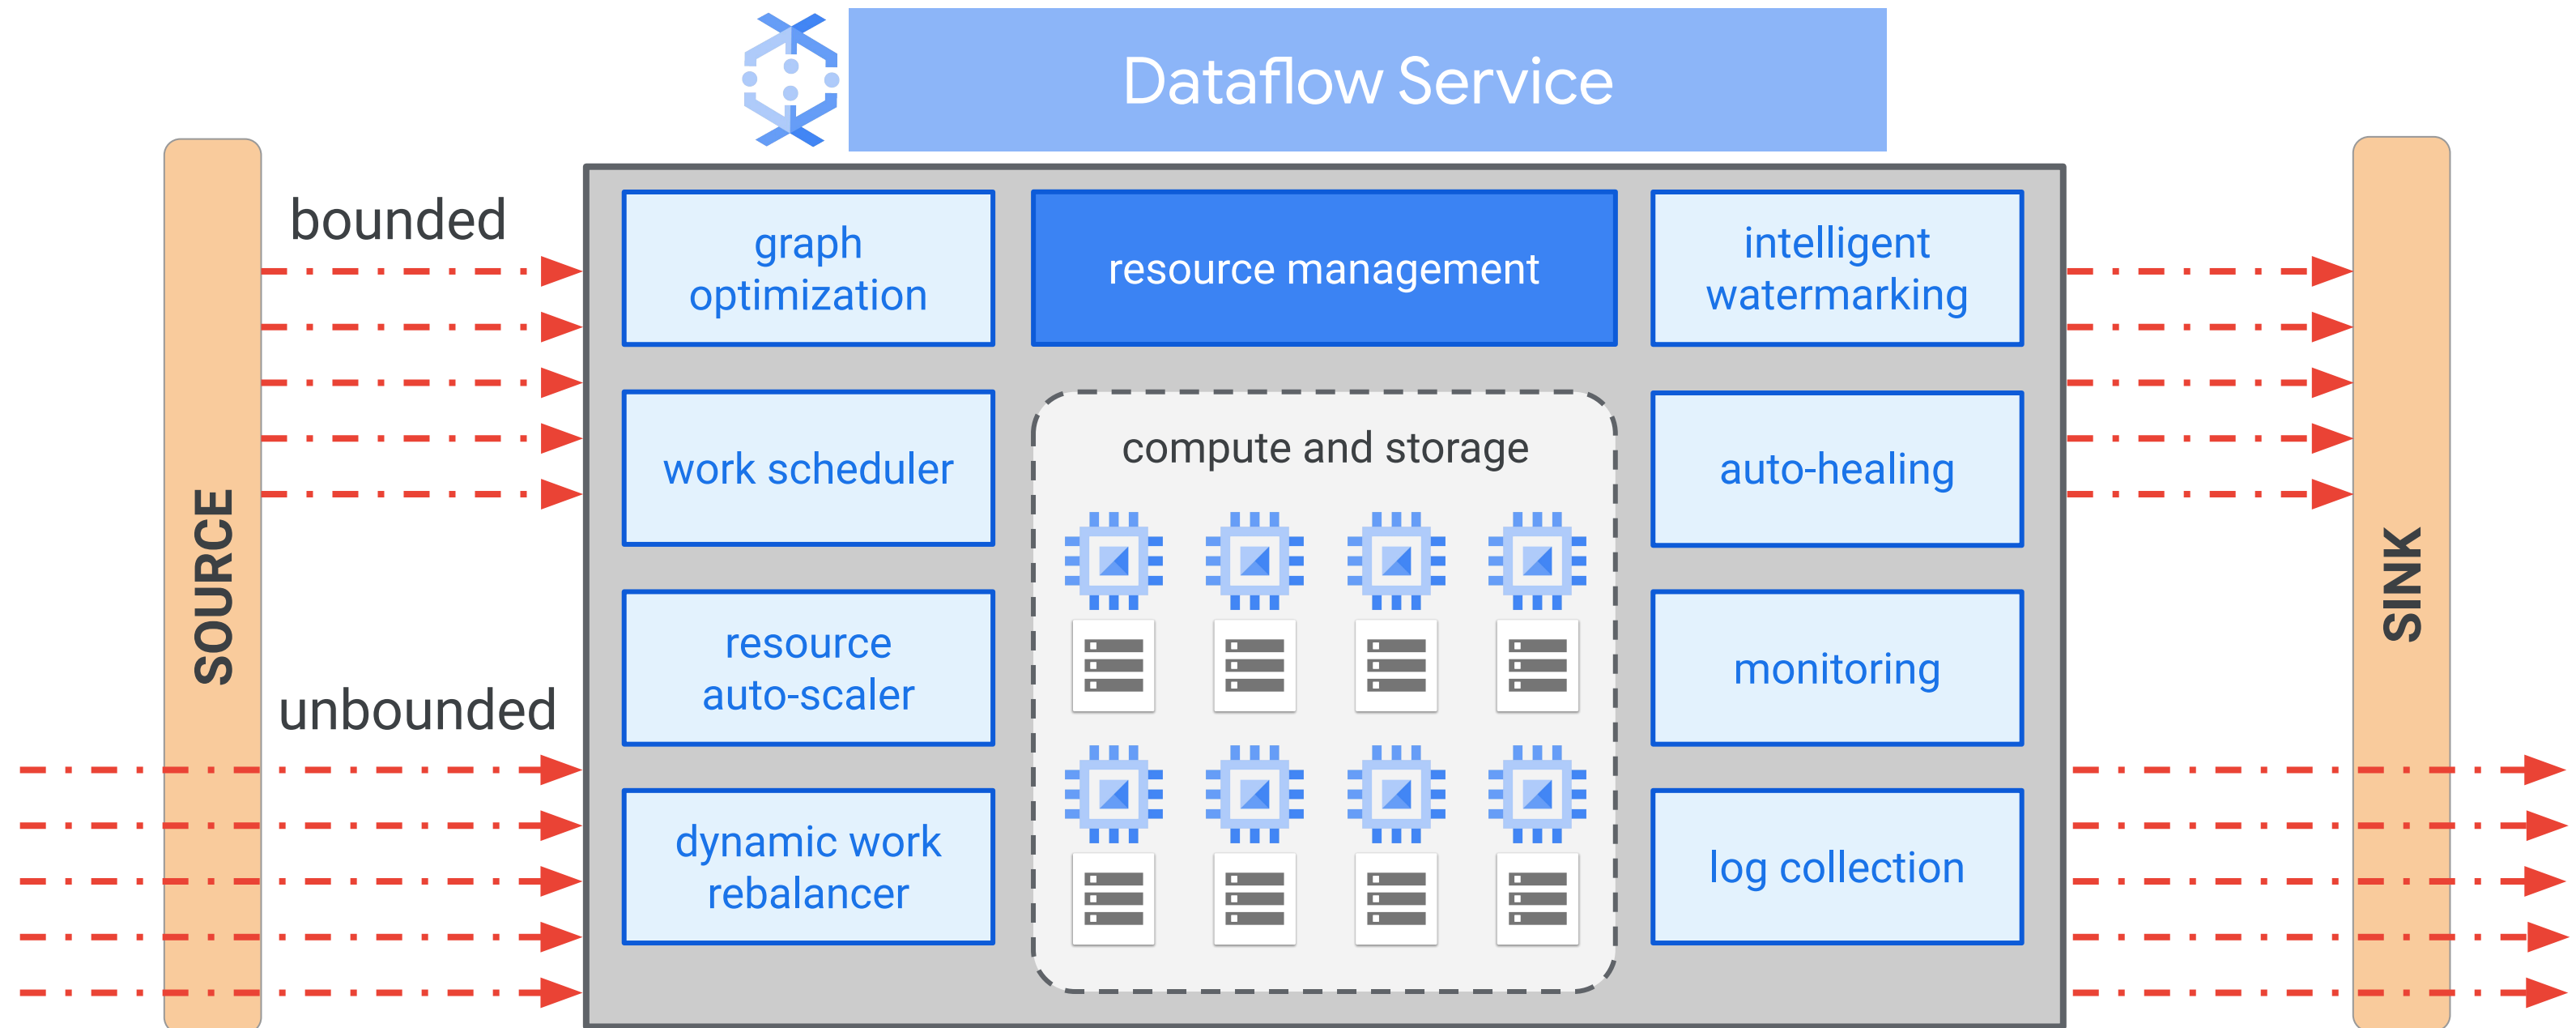 Dataflow Service
SOURCE
bounded
unbounded
graph
optimization
work scheduler
resource
auto-scaler
dynamic work
rebalancer
resource management
compute and storage
intelligent
watermarking
auto-healing
monitoring
log collection
SINK